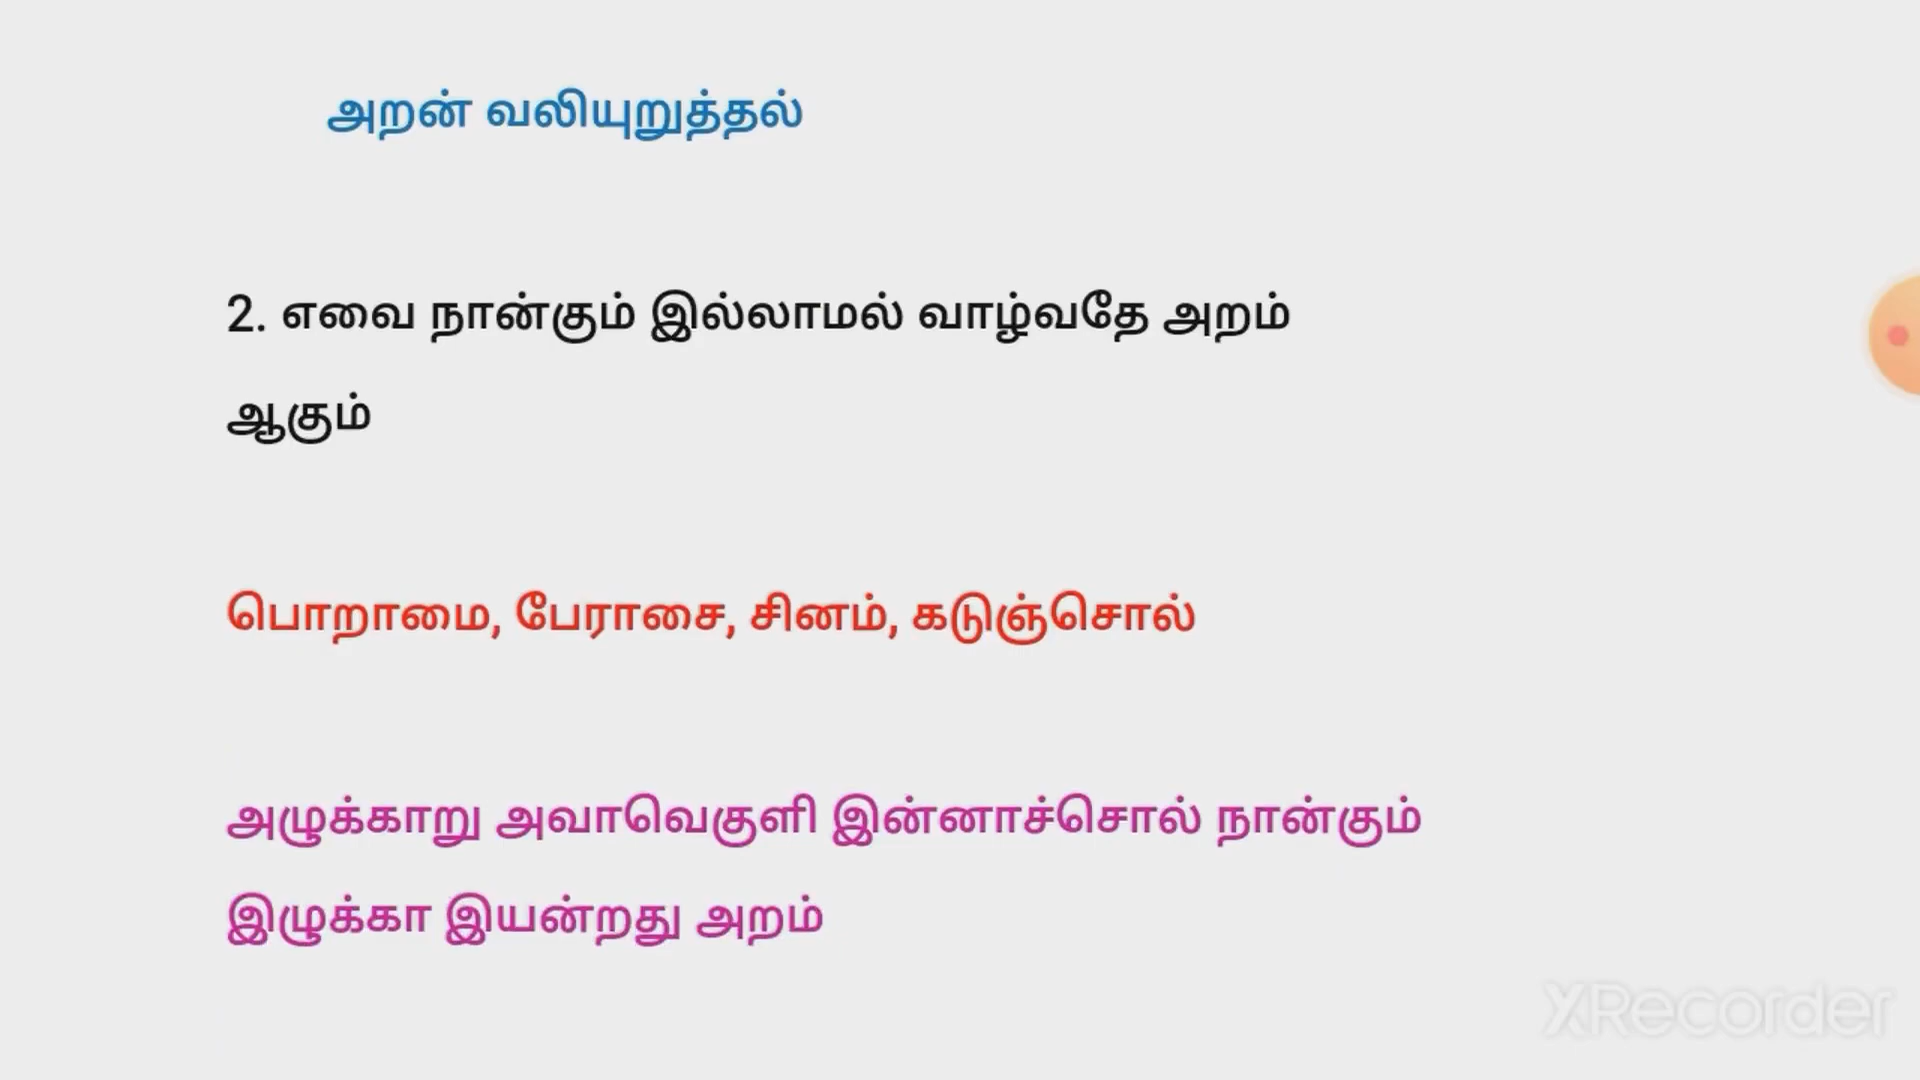 அறன் வலியுறுத்தல்
2. எவை நான்கும் இல்லாமல் வாழ்வதே அறம்
ஆகும்
பொறாமை, பேராசை, சினம், கடுஞ்சொல்
அழுக்காறு அவாவெகுளி இன்னாச்சொல் நான்கும்
இழுக்கா இயன்றது அறம்
XRecorder